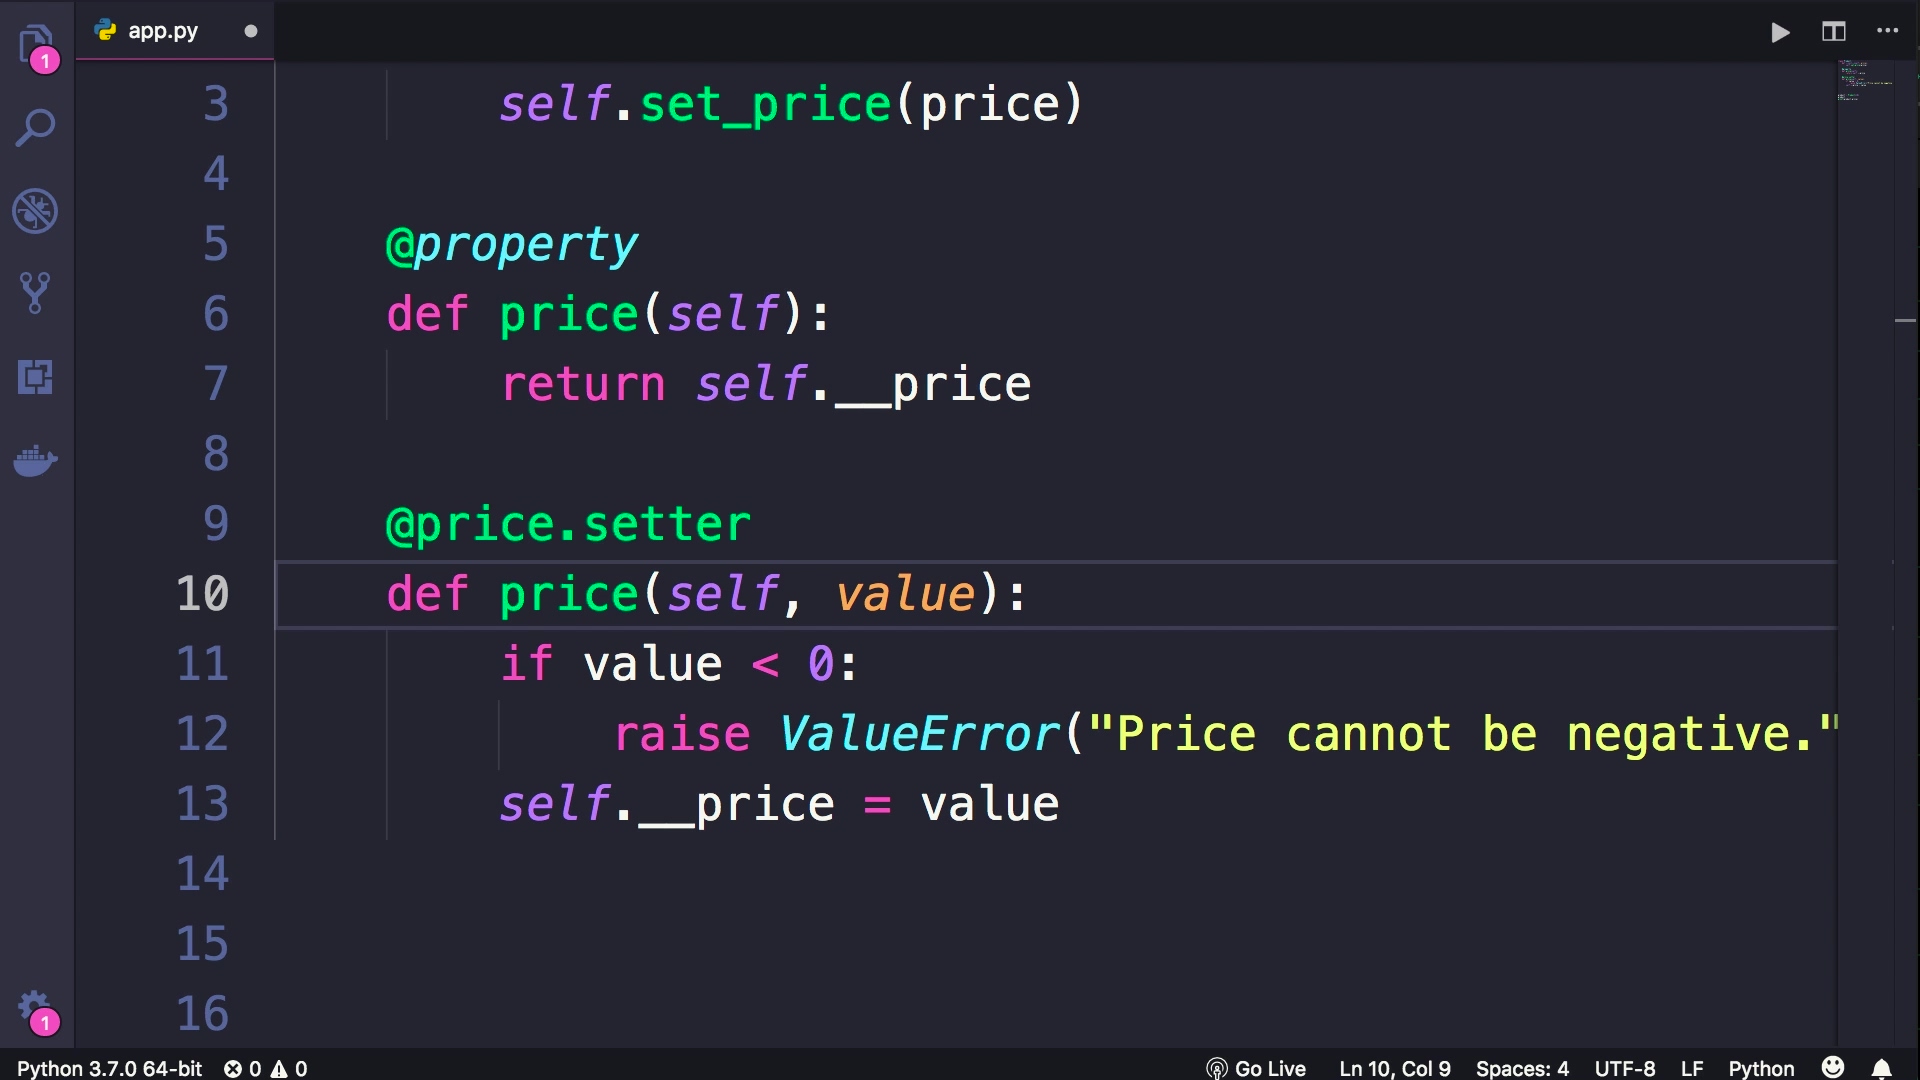 app.py
1
3 self.set_price(price)
4
5 @property
6 def price(self):
7 return self.__price
8
9 @price.setter
10 def price(self, value):
11 if value < 0:
12 raise ValueError("Price cannot be negative."
13 self.__price = value
14
15
16
1
Python 3.7.0 64-bit 0 0 Go Live Ln 10, Col 9 Spaces: 4 UTF-8 LF Python